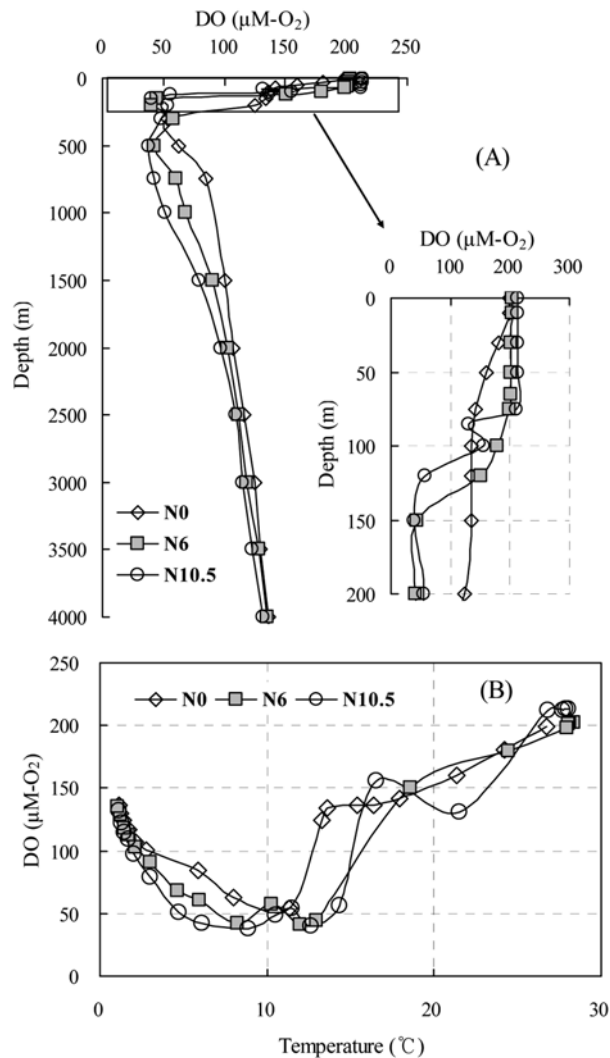 DO (μM-O₂)
0 50 100 150 200 250
0
500
1000
1500
2000
2500
3000
3500
4000
Depth (m)
N0
N6
N10.5
(A)
DO (μM-O₂)
0 100 200 300
0
50
100
150
200
Depth (m)
250
200
150
100
50
0
DO (μM-O₂)
N0 N6 N10.5
(B)
0 10 20 30
Temperature (℃)